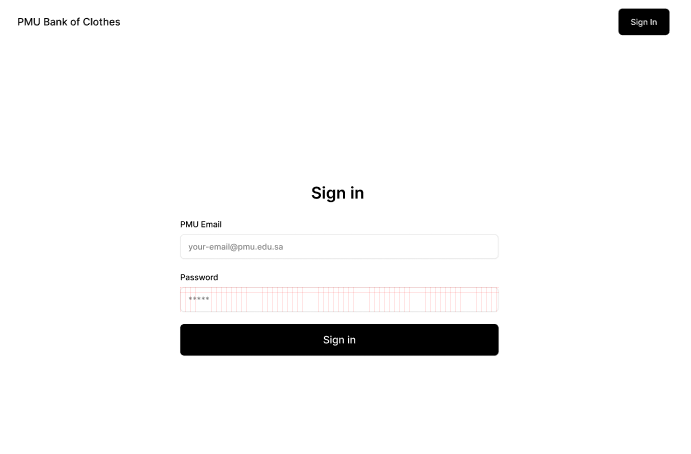 PMU Bank of Clothes
Sign In
Sign in
PMU Email
your-email@pmu.edu.sa
Password
*****
Sign in